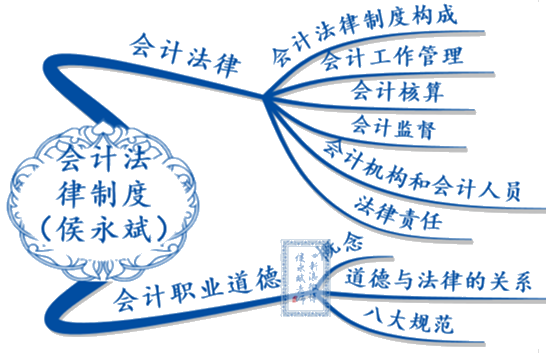 会计法律制度构成
会计法律
会计工作管理
会计核算
会计监督
会计机构和会计人员
法律责任
会计法
律制度
（侯永斌）
会计职业道德
道德与法律的关系
八大规范
侯永斌